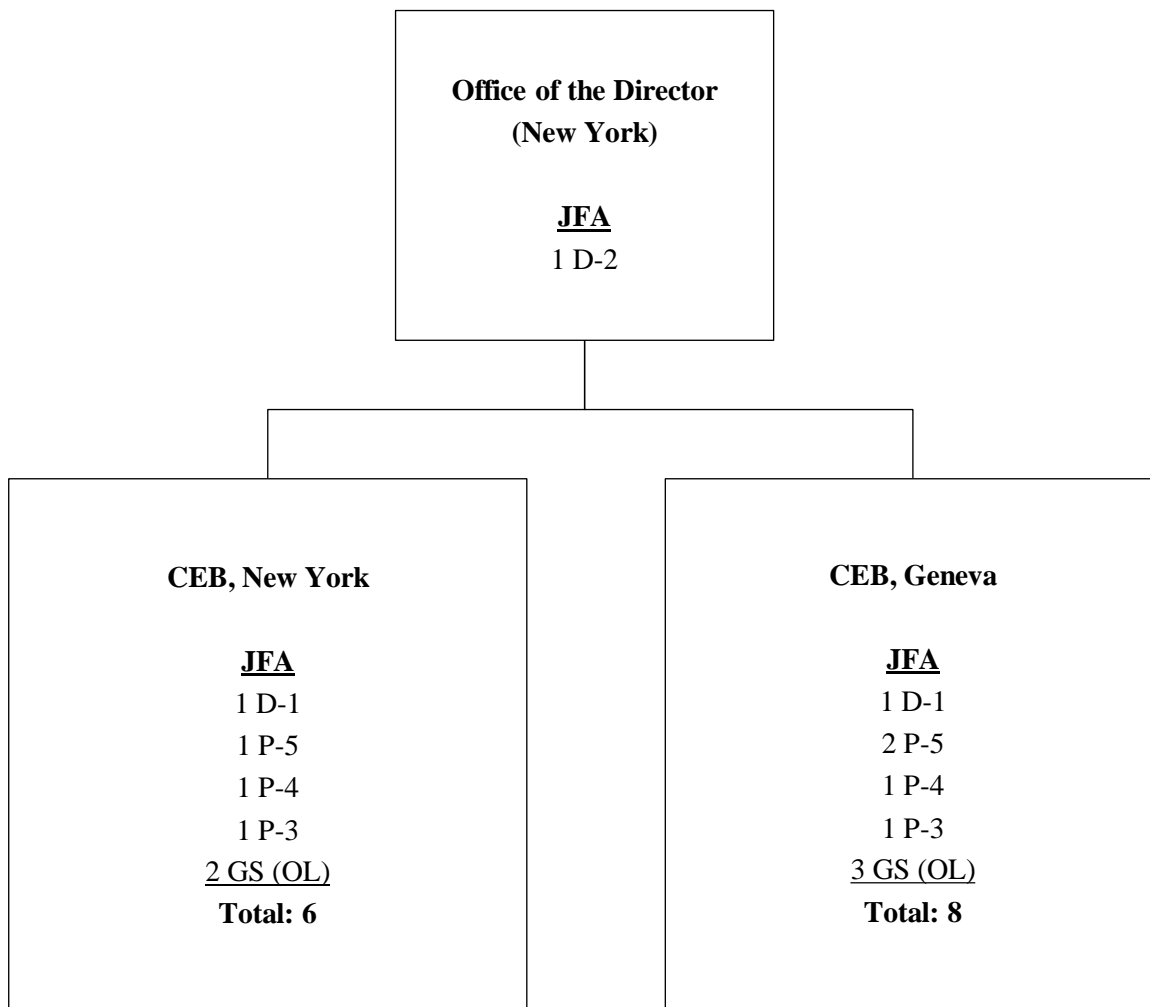 Office of the Director
(New York)
JFA
1 D-2
CEB, New York
JFA
1 D-1
1 P-5
1 P-4
1 P-3
2 GS (OL)
Total: 6
CEB, Geneva
JFA
1 D-1
2 P-5
1 P-4
1 P-3
3 GS (OL)
Total: 8